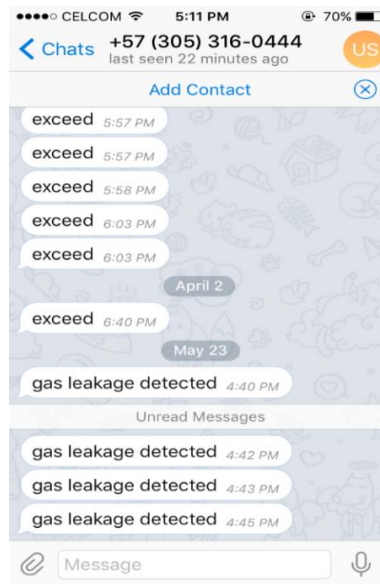 CELCOM 5:11 PM 70%
Chats +57 (305) 316-0444 US
last seen 22 minutes ago
Add Contact
exceed 5:57 PM
exceed 5:57 PM
exceed 5:58 PM
exceed 6:03 PM
exceed 6:03 PM
April 2
exceed 6:40 PM
May 23
gas leakage detected 4:40 PM
Unread Messages
gas leakage detected 4:42 PM
gas leakage detected 4:43 PM
gas leakage detected 4:45 PM
Message